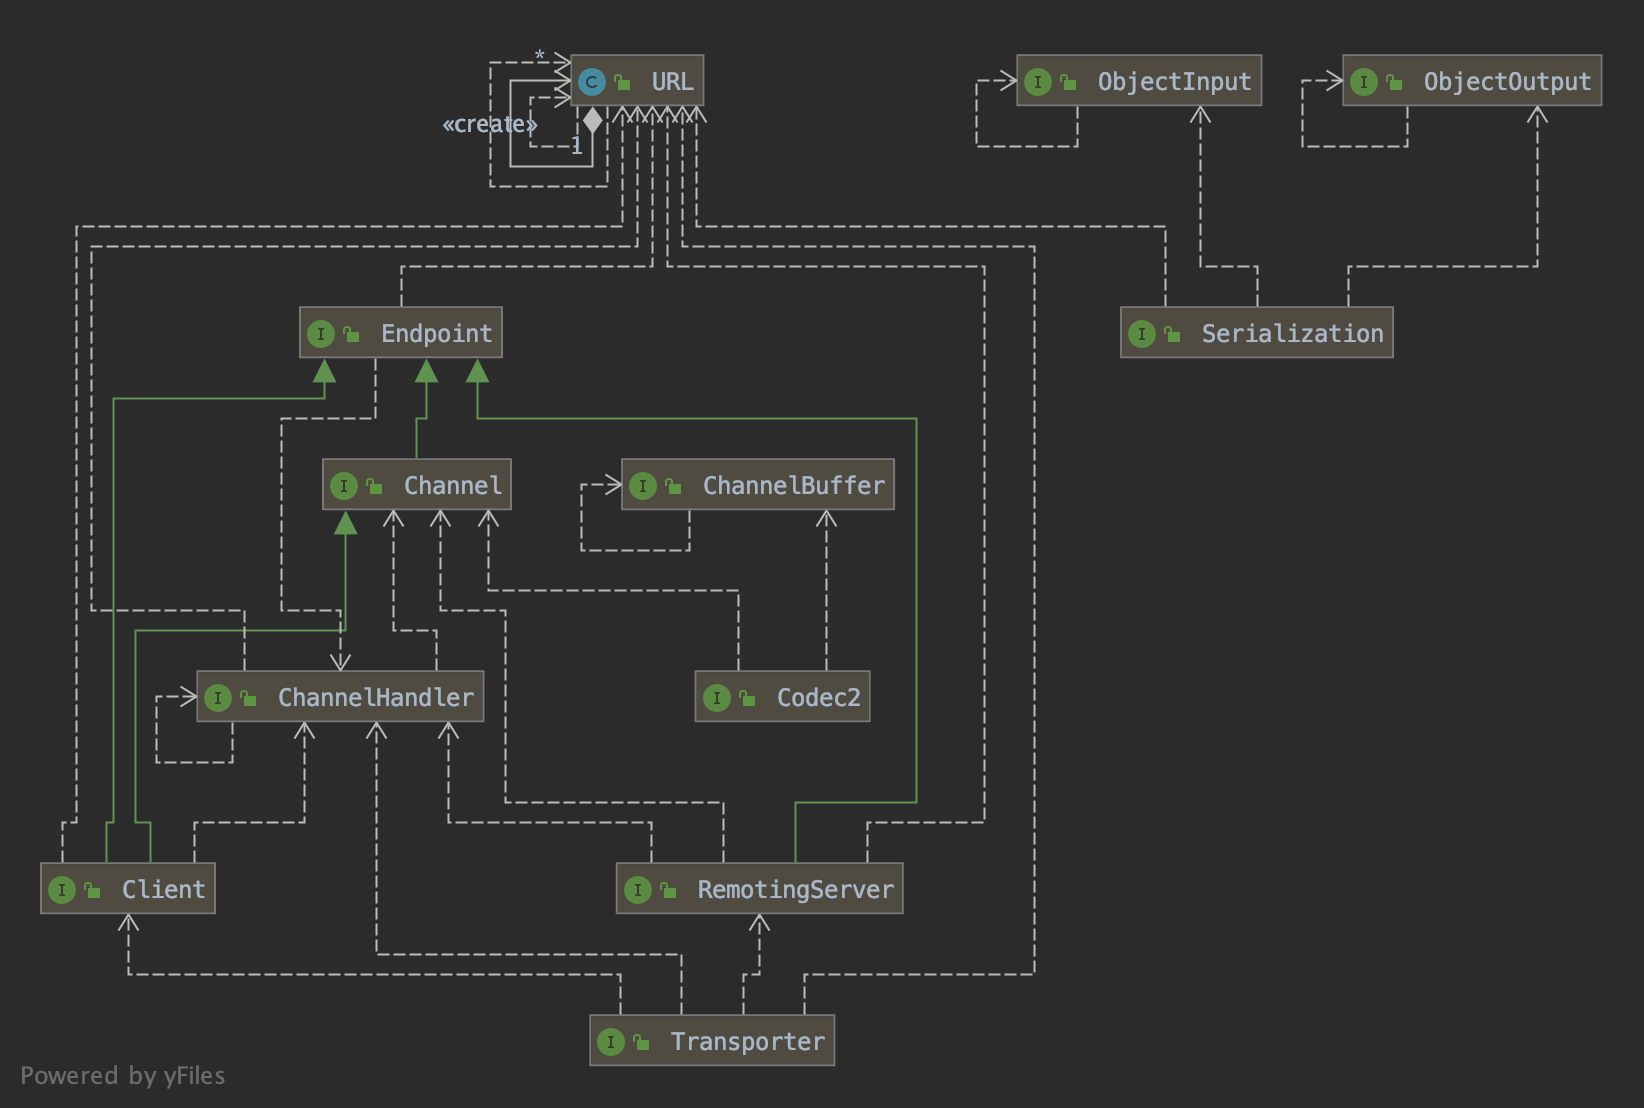 *
C URL
«create»
1
I ObjectInput
I ObjectOutput
I Endpoint
I Serialization
I Channel
I ChannelBuffer
I ChannelHandler
I Codec2
I Client
I RemotingServer
I Transporter
Powered by yFiles